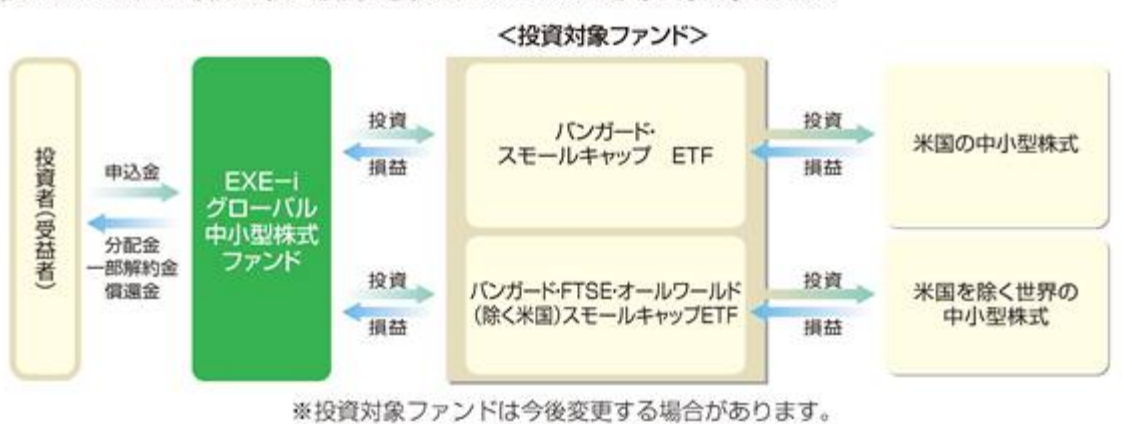 <投資対象ファンド>
投資者(受益者)
申込金
分配金
一部解約金
償還金
EXE-i
グローバル
中小型株式
ファンド
投資
損益
投資
損益
バンガード・
スモールキャップ ETF
バンガード・FTSE・オールワールド
(除く米国)スモールキャップETF
投資
損益
投資
損益
米国の中小型株式
米国を除く世界の
中小型株式
※投資対象ファンドは今後変更する場合があります。